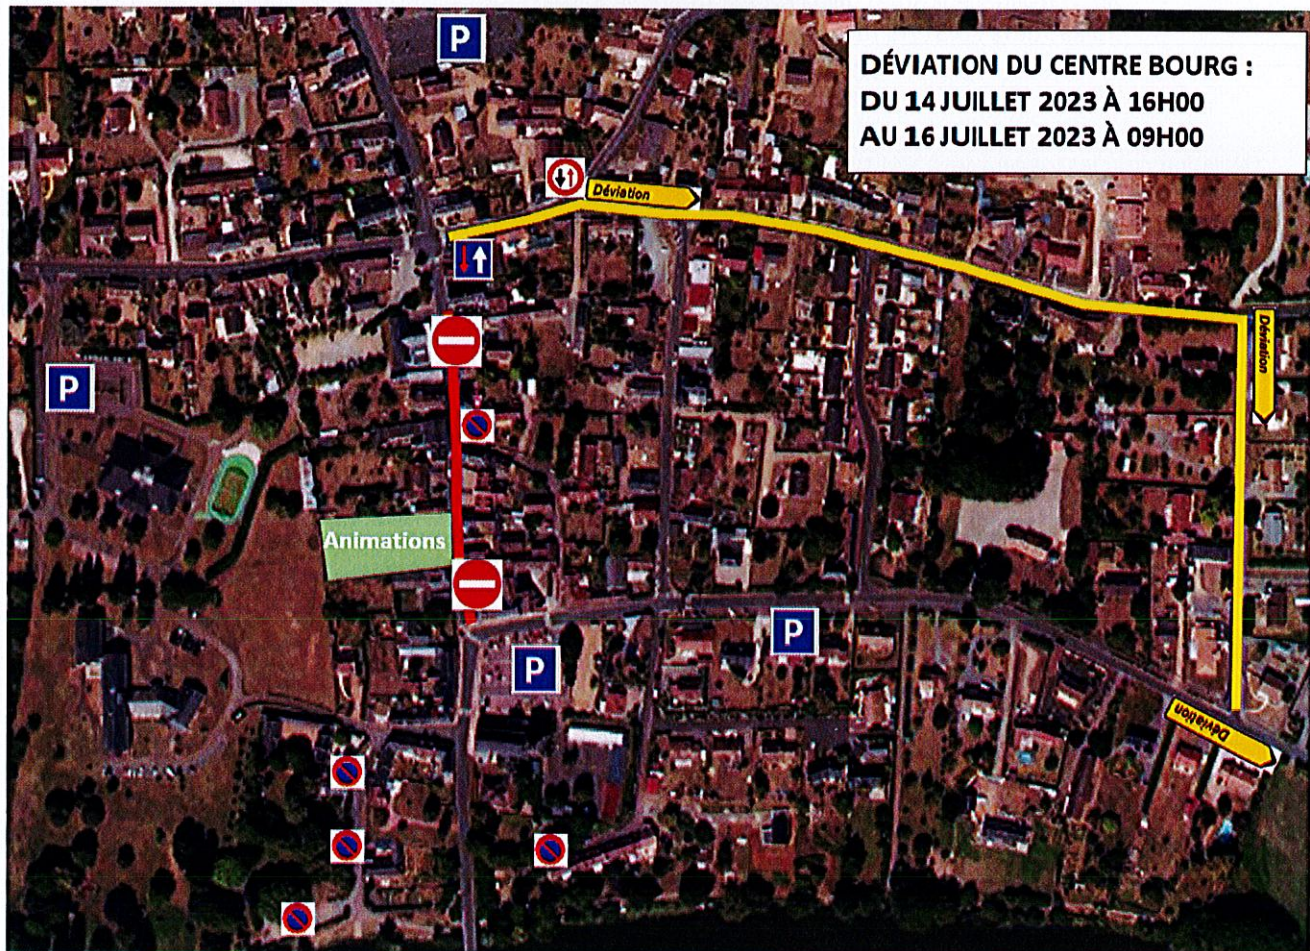 P
DÉVIATION DU CENTRE BOURG :
DU 14 JUILLET 2023 À 16H00
AU 16 JUILLET 2023 À 09H00
Déviation
Déviation
P
Animations
P
P
Déviation